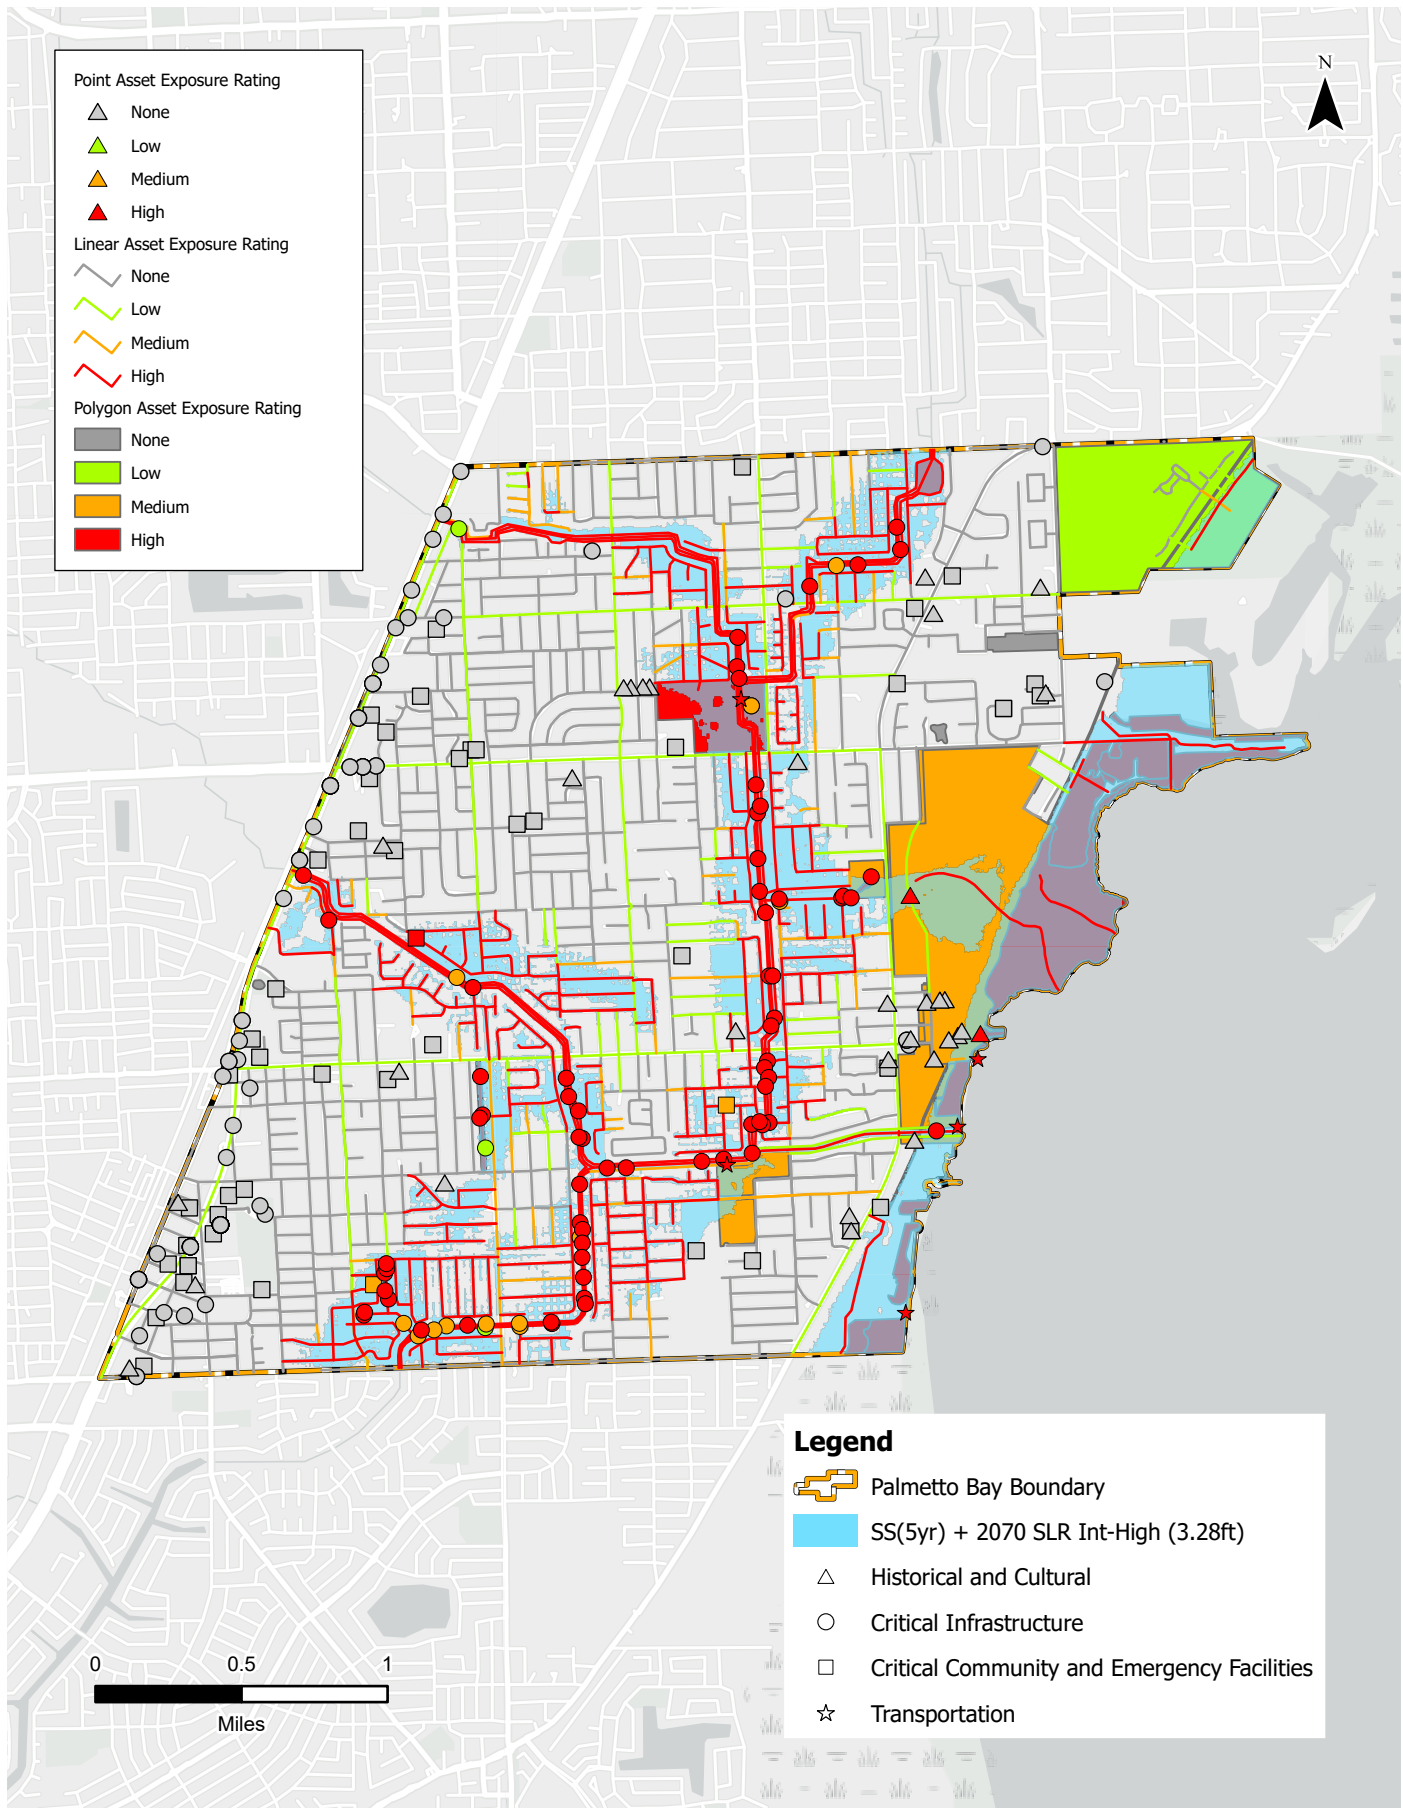 Point Asset Exposure Rating
None
Low
Medium
High
Linear Asset Exposure Rating
None
Low
Medium
High
Polygon Asset Exposure Rating
None
Low
Medium
High
N
Legend
Palmetto Bay Boundary
SS(5yr) + 2070 SLR Int-High (3.28ft)
Historical and Cultural
Critical Infrastructure
Critical Community and Emergency Facilities
Transportation
0 0.5 1
Miles